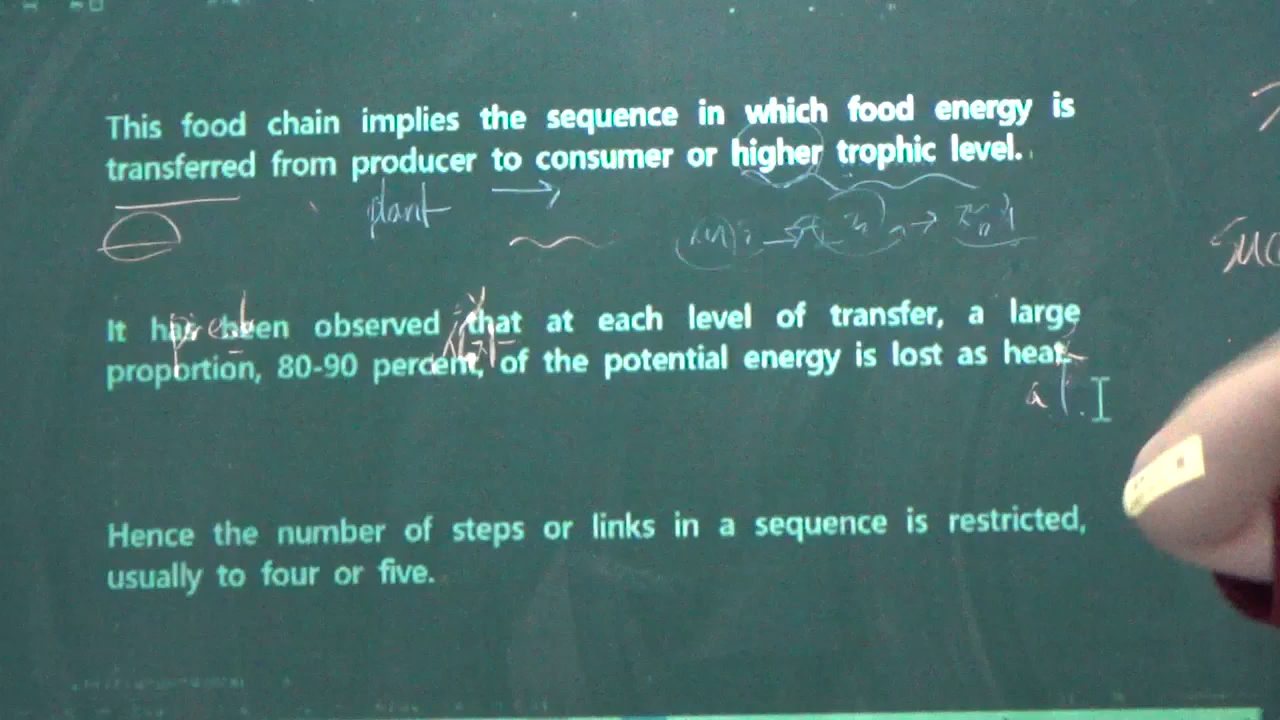 This food chain implies the sequence in which food energy is
transferred from producer to consumer or higher trophic level.
plant
It has been observed that at each level of transfer, a large
proportion, 80-90 percent, of the potential energy is lost as heat
Hence the number of steps or links in a sequence is restricted,
usually to four or five.